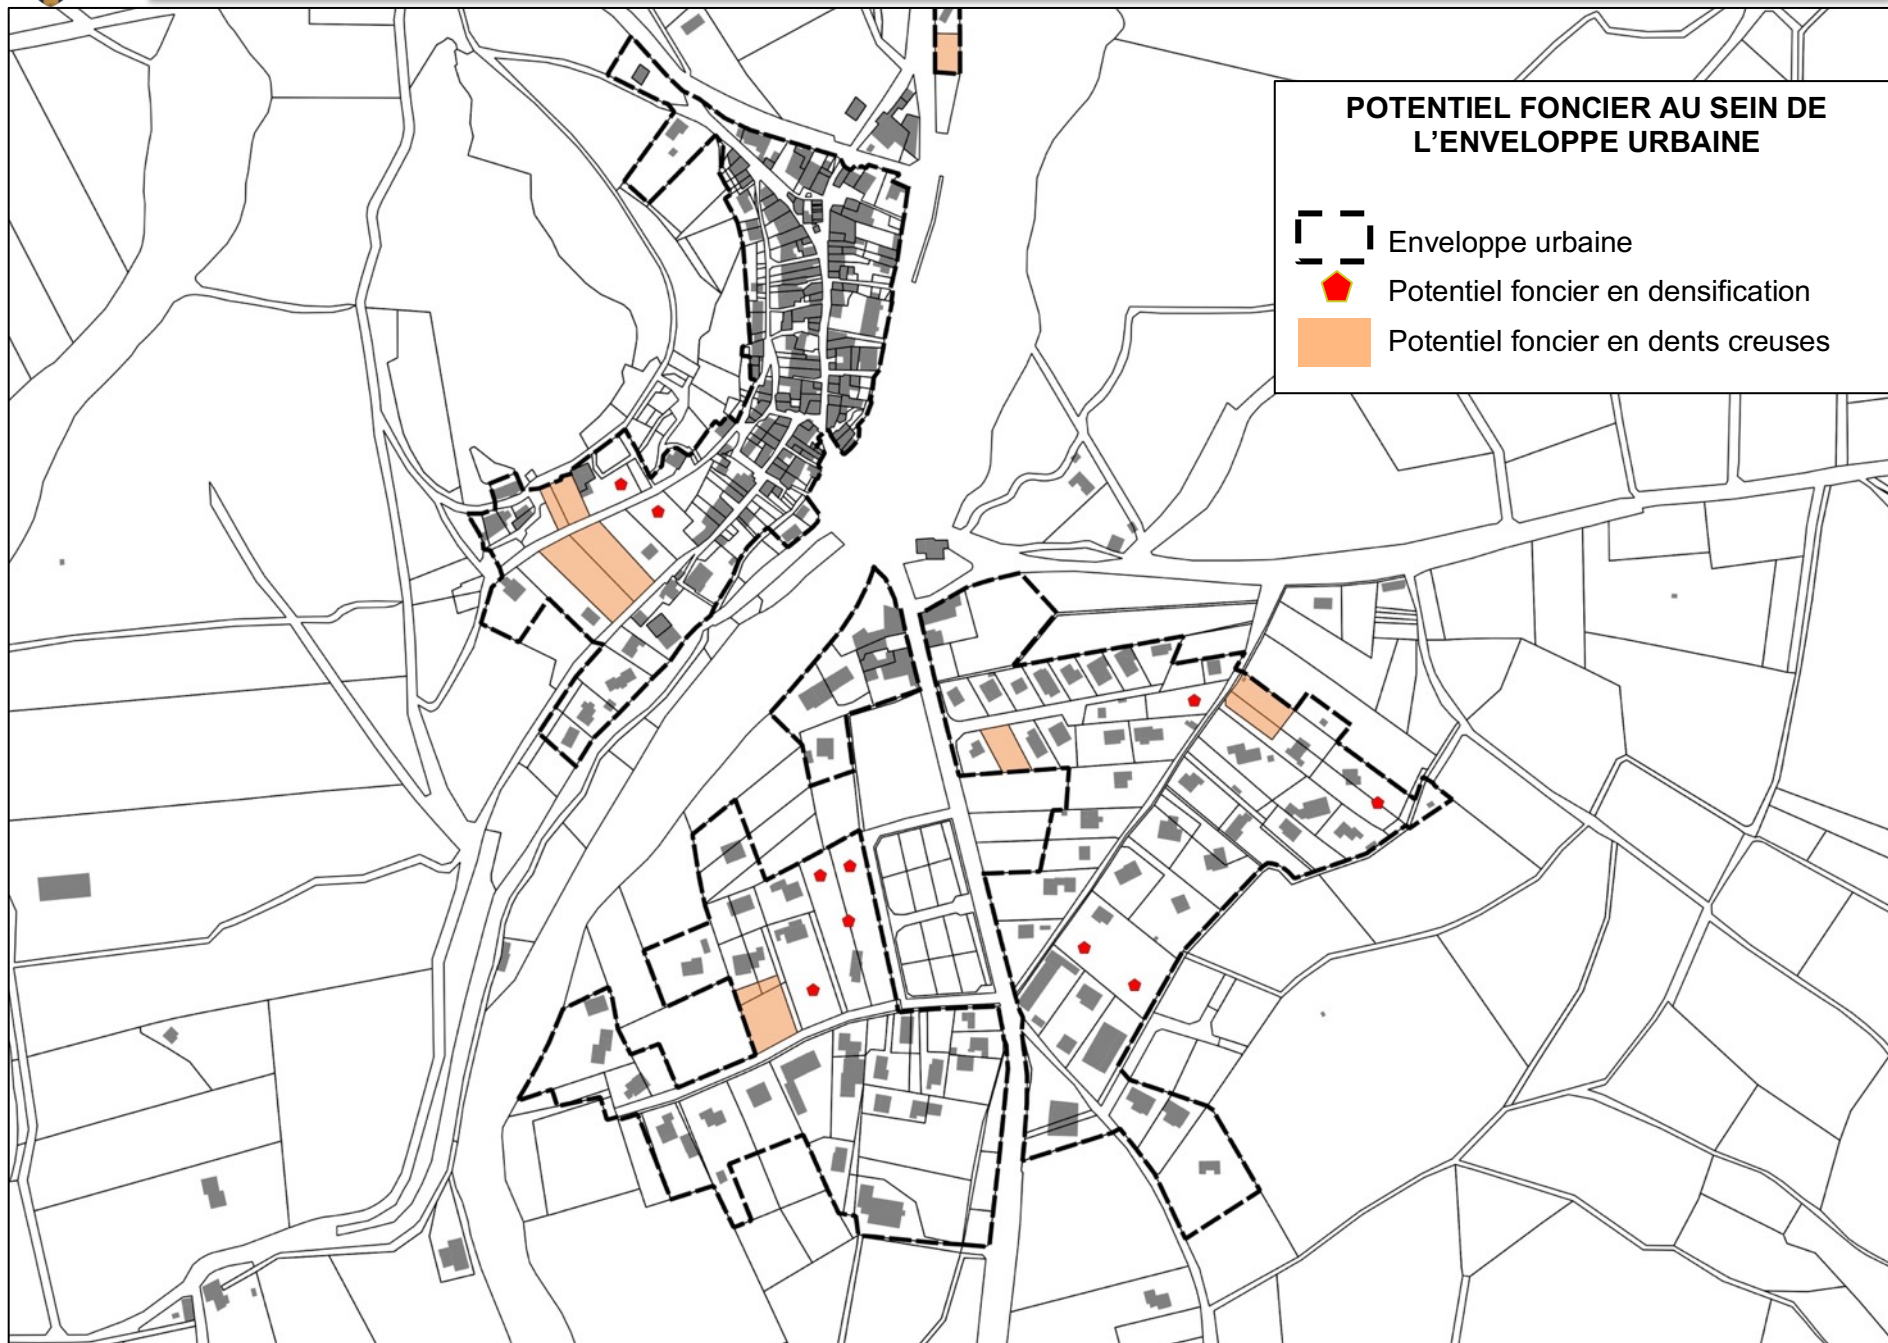 POTENTIEL FONCIER AU SEIN DE
L’ENVELOPPE URBAINE
Enveloppe urbaine
Potentiel foncier en densification
Potentiel foncier en dents creuses